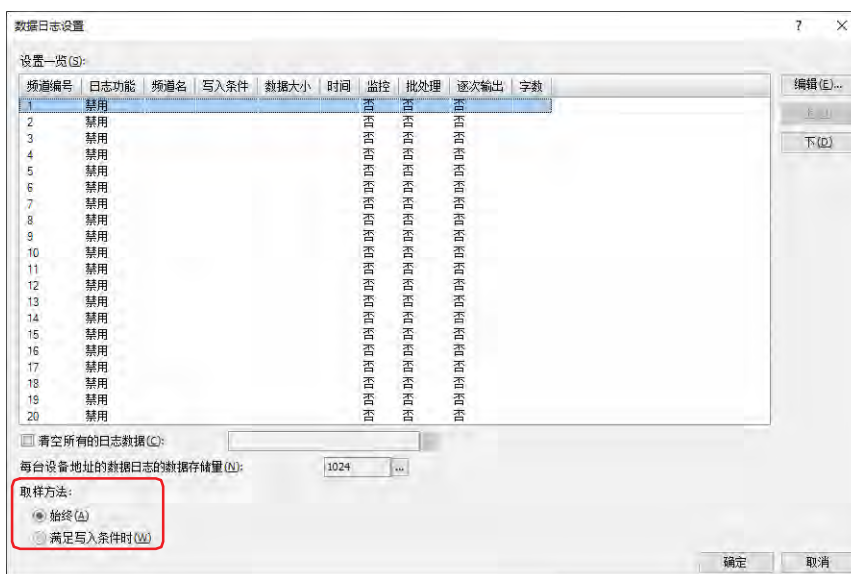 数据日志设置 ? ×
设置一览(S):
频道编号 日志功能 频道名 写入条件 数据大小 时间 监控 批处理 逐次输出 字数
编辑(E)...
1 禁用 否 否 否
2 禁用 否 否 否
3 禁用 否 否 否
下(D)
4 禁用 否 否 否
5 禁用 否 否 否
6 禁用 否 否 否
7 禁用 否 否 否
8 禁用 否 否 否
9 禁用 否 否 否
10 禁用 否 否 否
11 禁用 否 否 否
12 禁用 否 否 否
13 禁用 否 否 否
14 禁用 否 否 否
15 禁用 否 否 否
16 禁用 否 否 否
17 禁用 否 否 否
18 禁用 否 否 否
19 禁用 否 否 否
20 禁用 否 否 否
清空所有的日志数据(C):
每台设备地址的数据日志的数据存储量(N): 1024 ...
取样方法:
始终(A)
满足写入条件时(W)
确定 取消